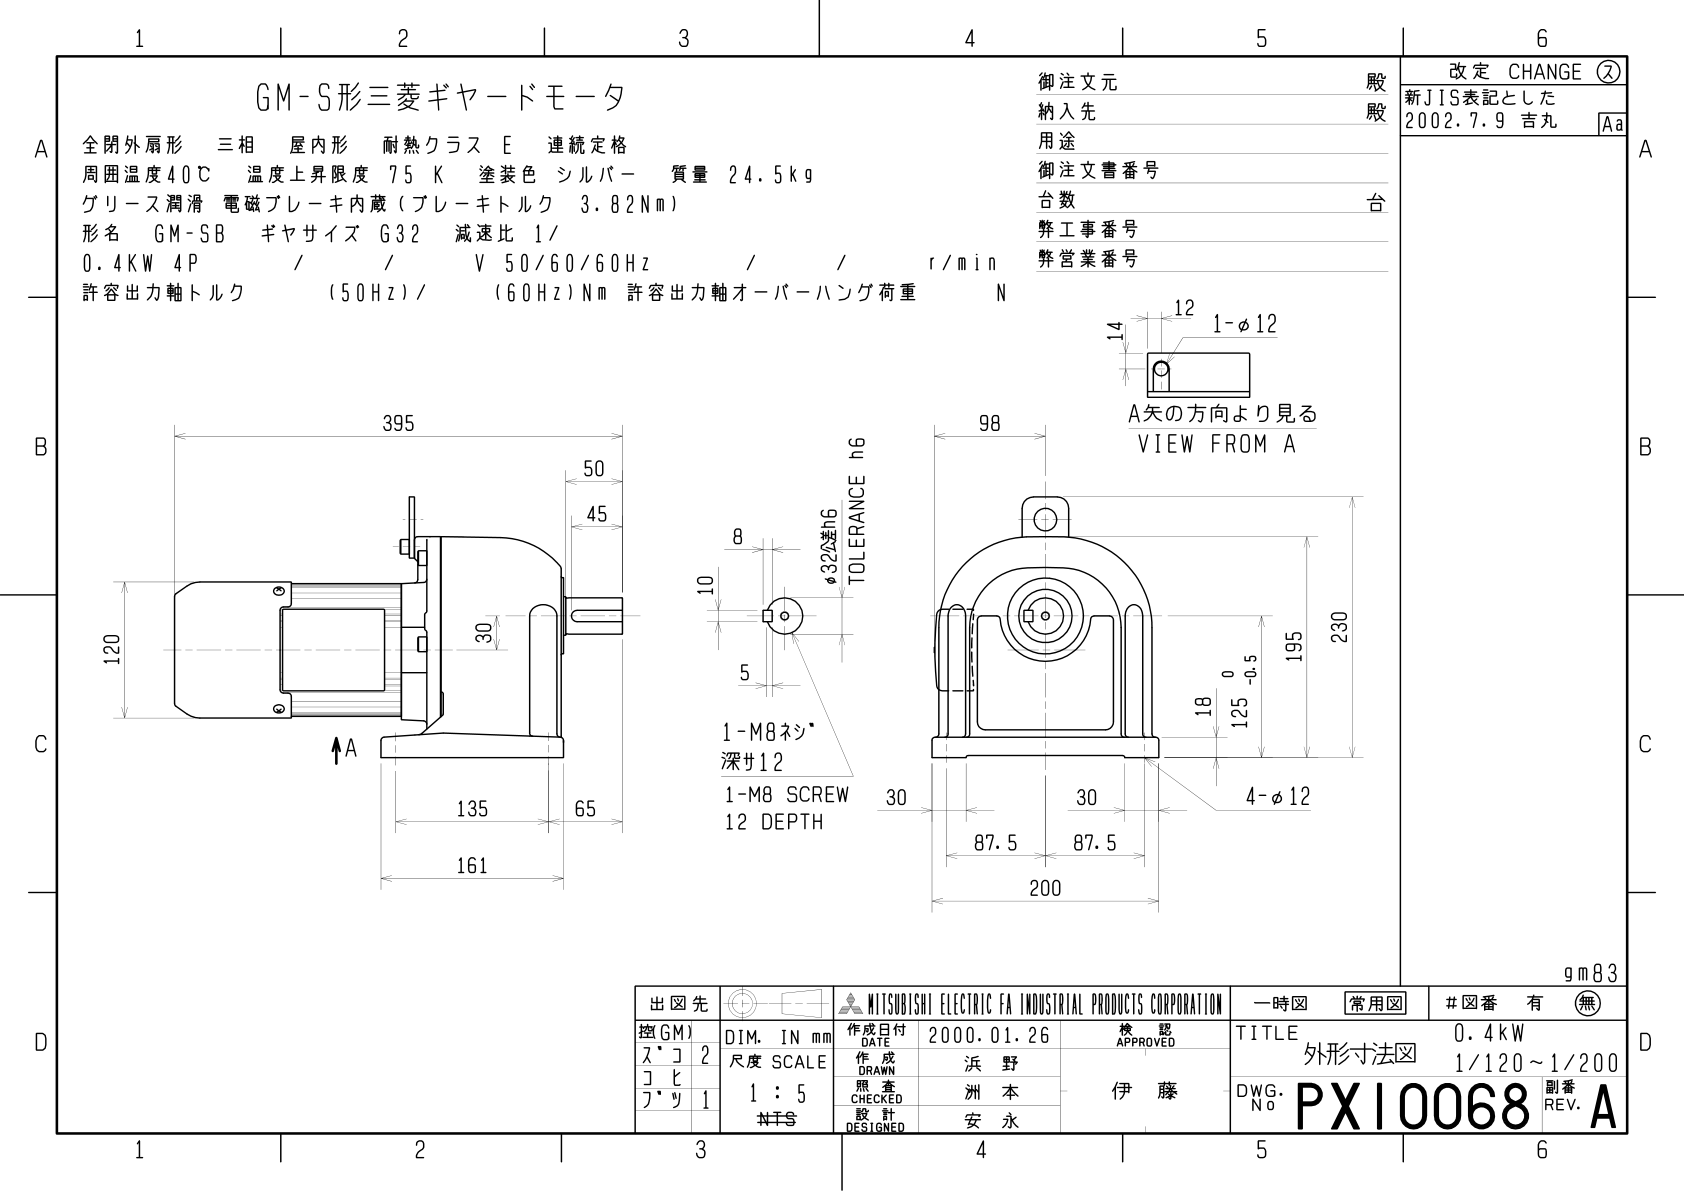 1 2 3 4 5 6
A
B
C
D
GM-S形三菱ギヤードモータ
全閉外扇形 三相 屋内形 耐熱クラス E 連続定格
周囲温度40℃ 温度上昇限度 75 K 塗装色 シルバー 質量 24.5kg
グリース潤滑 電磁ブレーキ内蔵(ブレーキトルク 3.82Nm)
形名 GM-SB ギヤサイズ G32 減速比 1/
0.4KW 4P / / V 50/60/60Hz / / r/min
許容出力軸トルク (50Hz)/ (60Hz)Nm 許容出力軸オーバーハング荷重 N
御注文元 殿
納入先 殿
用途
御注文書番号
台数 台
弊工事番号
弊営業番号
改定 CHANGE ス
新JIS表記とした
2002.7.9 吉丸 Aa
A
B
C
D
12
14
1-φ12
A矢の方向より見る
VIEW FROM A
395
50
45
120
30
A
135
65
161
8
10
5
φ32公差h6
TOLERANCE h6
1-M8ネジ
深サ12
1-M8 SCREW
12 DEPTH
98
230
195
125 0 -0.5
18
30
30
4-φ12
87.5
87.5
200
gm83
出図先
控(GM)
ズコ 2
コヒ
ブツ 1
DIM. IN mm
尺度 SCALE
1 : 5
NTS
MITSUBISHI ELECTRIC FA INDUSTRIAL PRODUCTS CORPORATION
作成日付 DATE 2000.01.26
検認 APPROVED
作成 DRAWN 浜野
照査 CHECKED 洲本
設計 DESIGNED 安永
伊藤
一時図 常用図 #図番 有 無
TITLE 0.4kW
外形寸法図 1/120~1/200
DWG. No PX10068 副番 REV. A
1 2 3 4 5 6